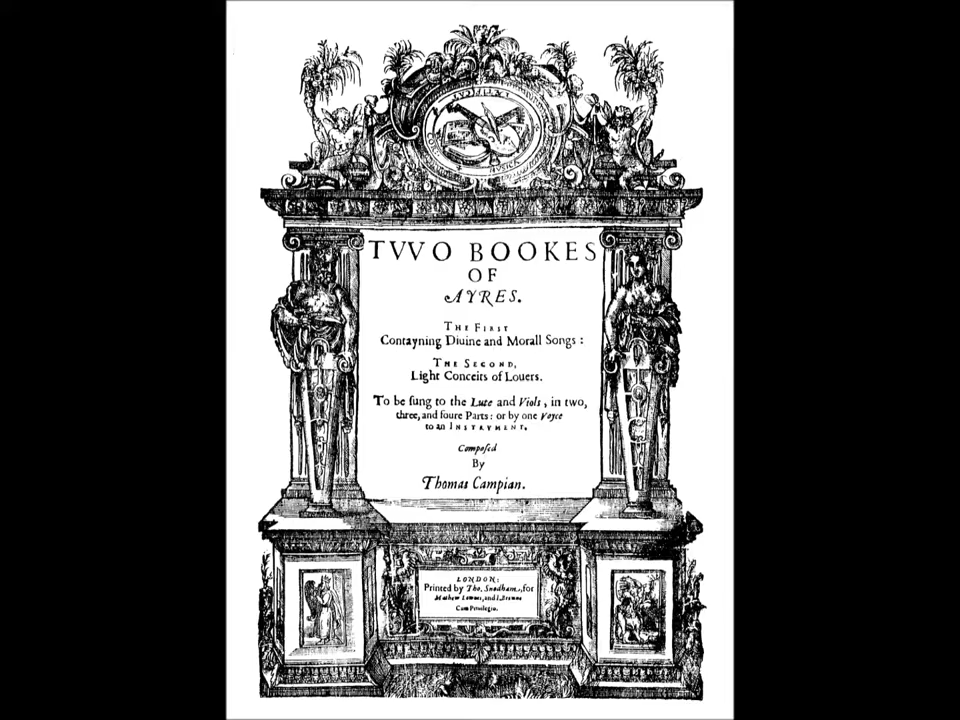 TVVO BOOKES
OF
AYRES.
THE FIRST
Contayning Diuine and Morall Songs :
THE SECOND,
Light Conceits of Louers.
To be sung to the Lute and Viols, in two,
three, and foure Parts: or by one Voyce
to an INSTRVMENT.
Composed
By
Thomas Campian.
LONDON:
Printed by Tho. Snodham, for
Mathew Lownes, and I. Browne
Cum Priuilegio.